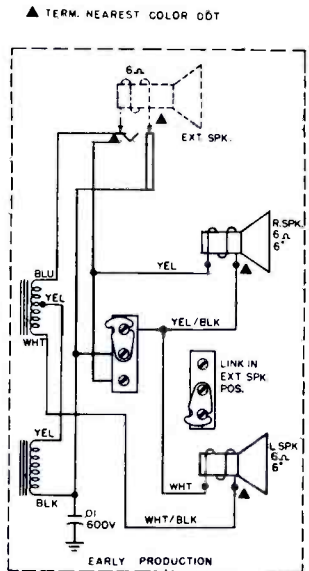 ▲ TERM. NEAREST COLOR DOT
6Ω
EXT SPK.
R. SPK.
6Ω
6"
BLU
YEL
YEL
YEL/BLK
WHT
LINK IN
EXT SPK.
POS.
YEL
L SPK
6Ω
6"
WHT
BLK
.01
600V
WHT/BLK
EARLY PRODUCTION